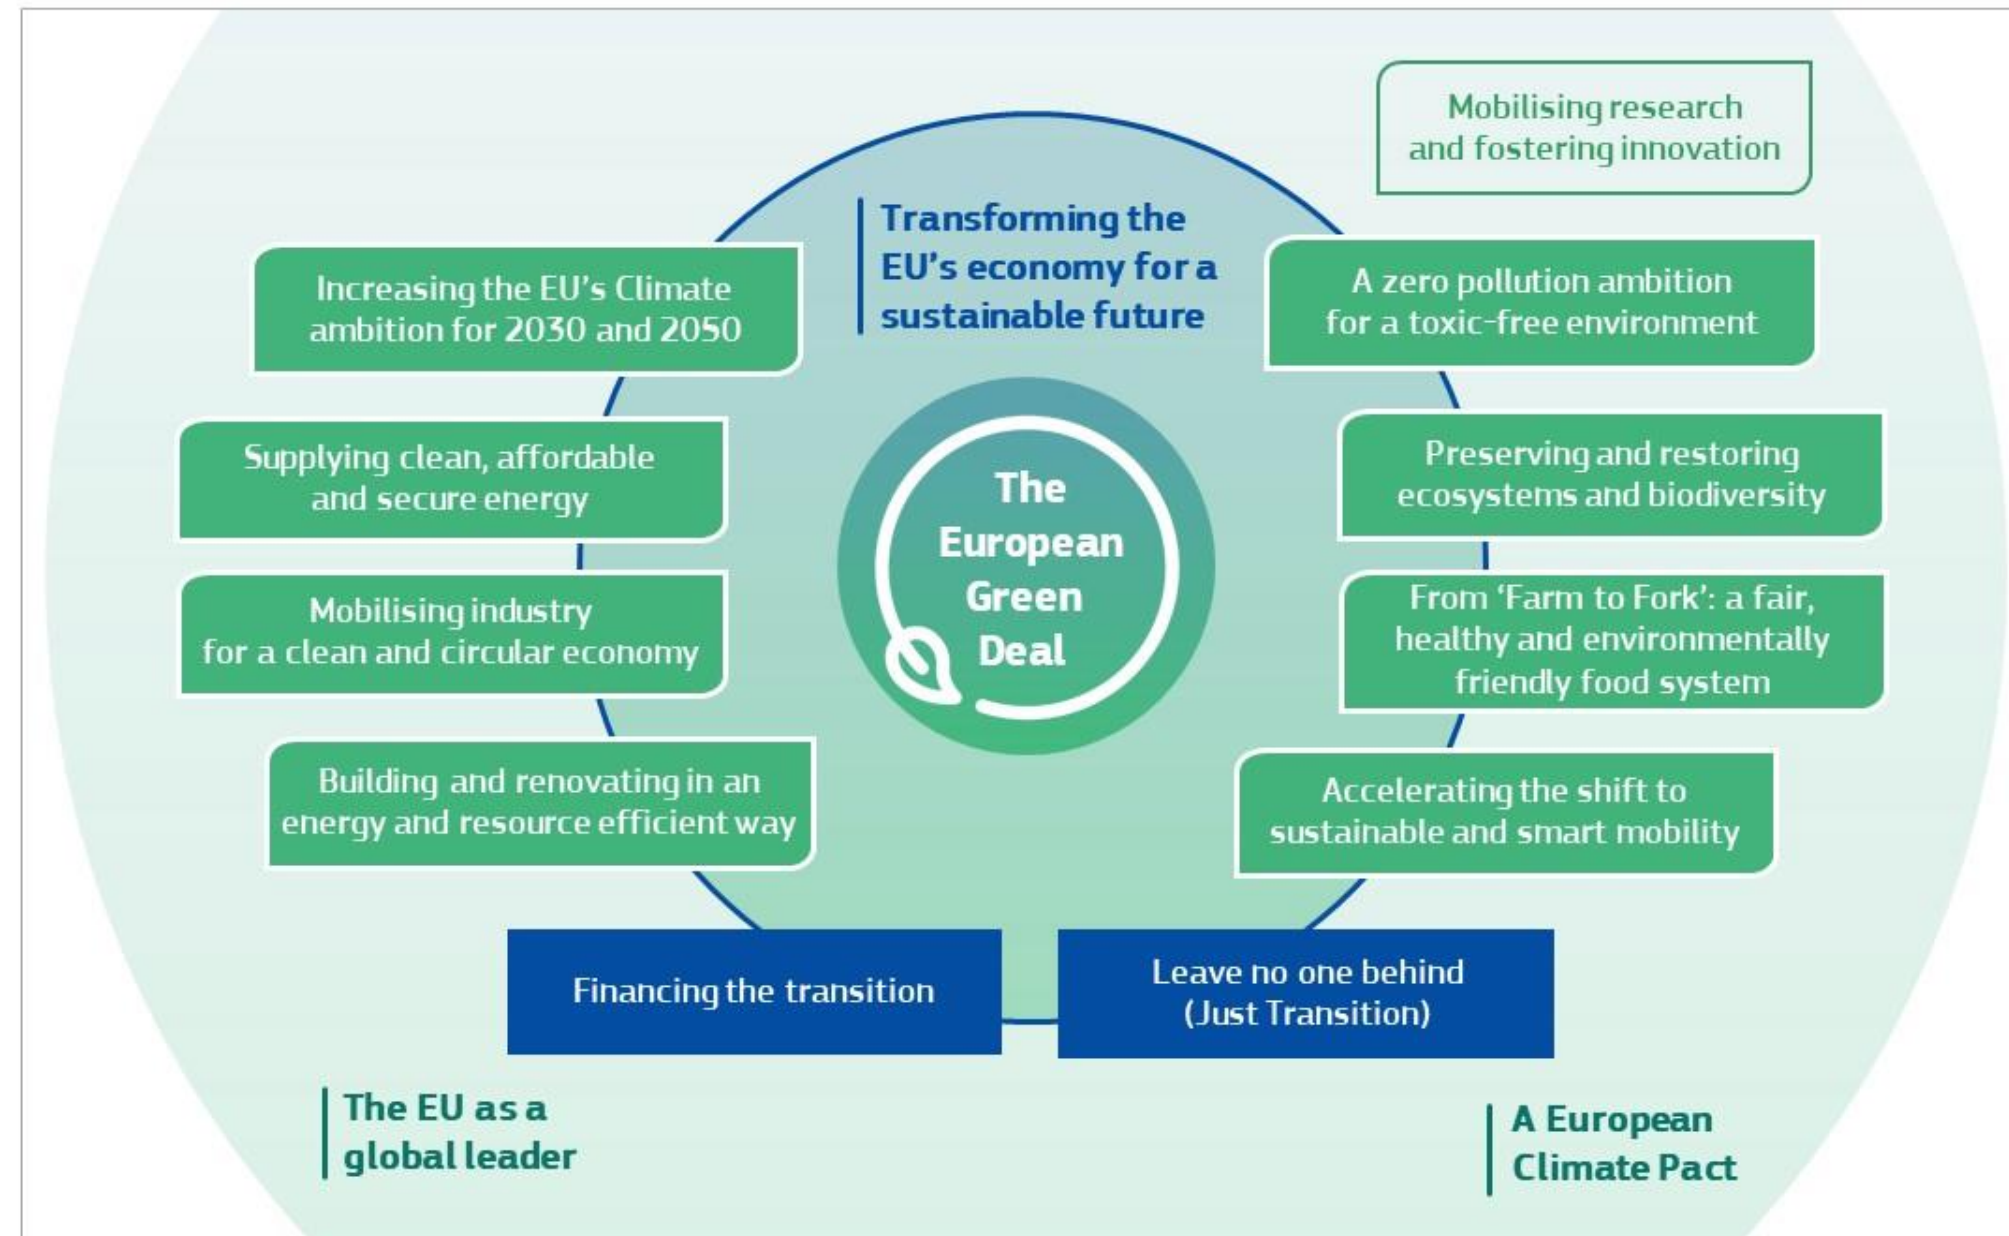 Mobilising research
and fostering innovation
Transforming the
EU's economy for a
sustainable future
Increasing the EU's Climate
ambition for 2030 and 2050
A zero pollution ambition
for a toxic-free environment
Supplying clean, affordable
and secure energy
Preserving and restoring
ecosystems and biodiversity
The
European
Green
Deal
Mobilising industry
for a clean and circular economy
From ‘Farm to Fork’: a fair,
healthy and environmentally
friendly food system
Building and renovating in an
energy and resource efficient way
Accelerating the shift to
sustainable and smart mobility
Financing the transition
Leave no one behind
(Just Transition)
The EU as a
global leader
A European
Climate Pact